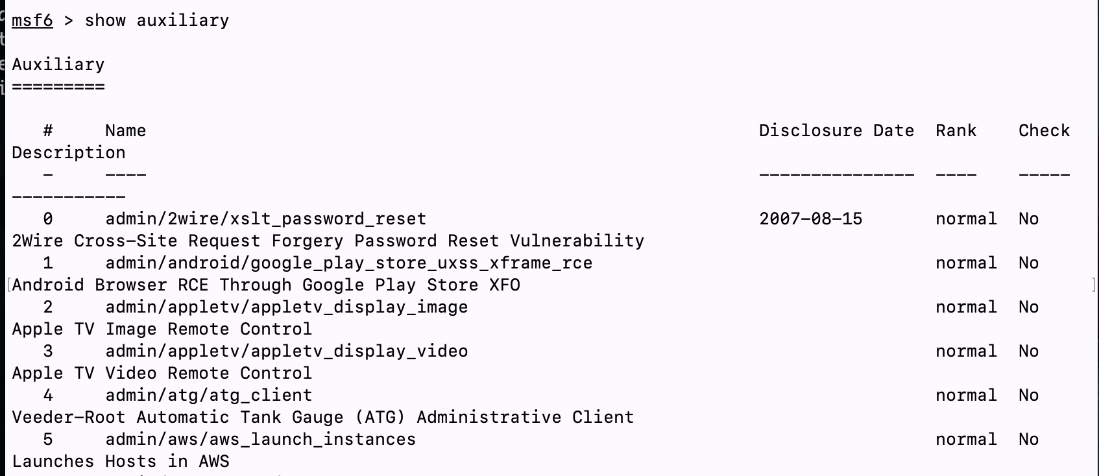 msf6 > show auxiliary
Auxiliary
=========
# Name Disclosure Date Rank Check
Description
- ---- --------------- ---- -----
-----------
0 admin/2wire/xslt_password_reset 2007-08-15 normal No
2Wire Cross-Site Request Forgery Password Reset Vulnerability
1 admin/android/google_play_store_uxss_xframe_rce normal No
[Android Browser RCE Through Google Play Store XFO ]
2 admin/appletv/appletv_display_image normal No
Apple TV Image Remote Control
3 admin/appletv/appletv_display_video normal No
Apple TV Video Remote Control
4 admin/atg/atg_client normal No
Veeder-Root Automatic Tank Gauge (ATG) Administrative Client
5 admin/aws/aws_launch_instances normal No
Launches Hosts in AWS